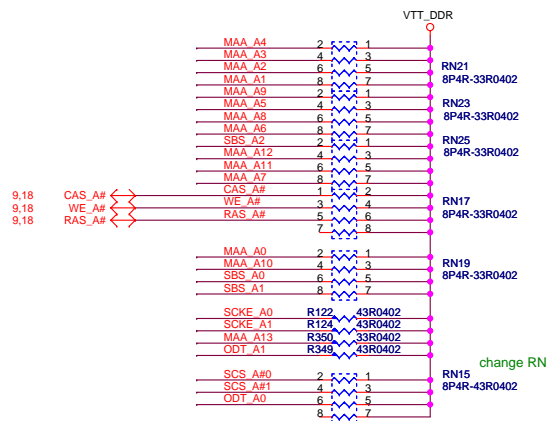 VTT_DDR
MAA_A4 2 1
MAA_A3 4 3
MAA_A2 6 5 RN21
MAA_A1 8 7 8P4R-33R0402
MAA_A9 2 1
MAA_A5 4 3 RN23
MAA_A8 6 5 8P4R-33R0402
MAA_A6 8 7
SBS_A2 2 1 RN25
MAA_A12 4 3 8P4R-33R0402
MAA_A11 6 5
MAA_A7 8 7
9,18 CAS_A# CAS_A# 1 2 RN17
9,18 WE_A# WE_A# 3 4 8P4R-33R0402
9,18 RAS_A# RAS_A# 5 6
7 8
MAA_A0 2 1
MAA_A10 4 3 RN19
SBS_A0 6 5 8P4R-33R0402
SBS_A1 8 7
SCKE_A0 R122 43R0402
SCKE_A1 R124 43R0402
MAA_A13 R350 33R0402
ODT_A1 R349 43R0402
change RN
SCS_A#0 2 1 RN15
SCS_A#1 4 3 8P4R-43R0402
ODT_A0 6 5
8 7